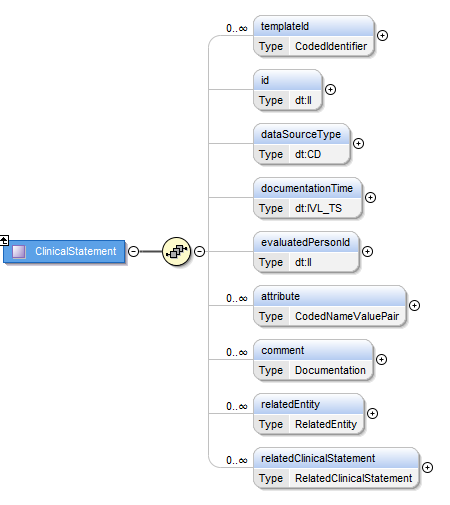 0..∞ templateId
Type CodedIdentifier
id
Type dt:II
dataSourceType
Type dt:CD
documentationTime
Type dt:IVL_TS
ClinicalStatement
evaluatedPersonId
Type dt:II
0..∞ attribute
Type CodedNameValuePair
0..∞ comment
Type Documentation
0..∞ relatedEntity
Type RelatedEntity
0..∞ relatedClinicalStatement
Type RelatedClinicalStatement